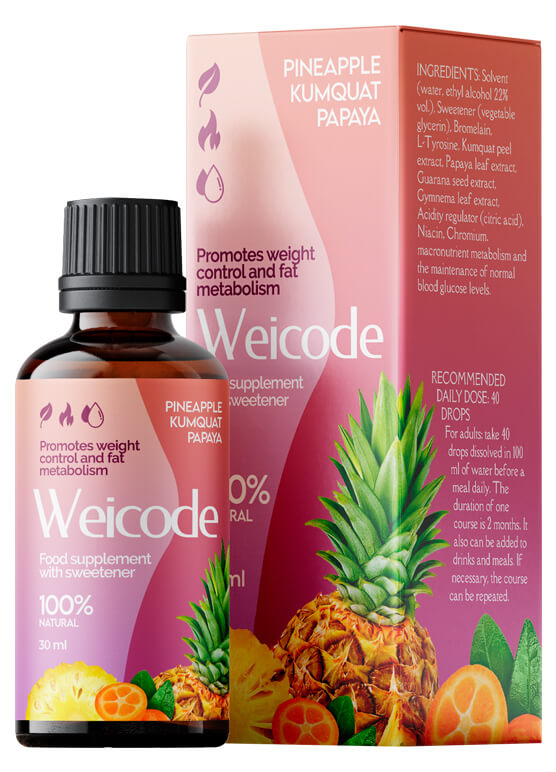 PINEAPPLE
KUMQUAT
PAPAYA
Promotes weight
control and fat
metabolism
Weicode
supplement
sweetener
0%
NATURAL
ml
INGREDIENTS: Solvent
(water, ethyl alcohol 22%
vol.), Sweetener (vegetable
glycerin), Bromelain,
L-Tyrosine, Kumquat peel
extract, Papaya leaf extract,
Guarana seed extract,
Gymnema leaf extract,
Acidity regulator (citric acid),
Niacin, Chromium,
macronutrient metabolism and
the maintenance of normal
blood glucose levels.
RECOMMENDED
DAILY DOSE: 40
DROPS
For adults: take 40
drops dissolved in 100
ml of water before a
meal daily. The
duration of one
course is 2 months. It
also can be added to
drinks and meals. If
necessary, the course
can be repeated.
PINEAPPLE
KUMQUAT
PAPAYA
Promotes weight
control and fat
metabolism
Weicode
Food supplement
with sweetener
100%
NATURAL
30 ml